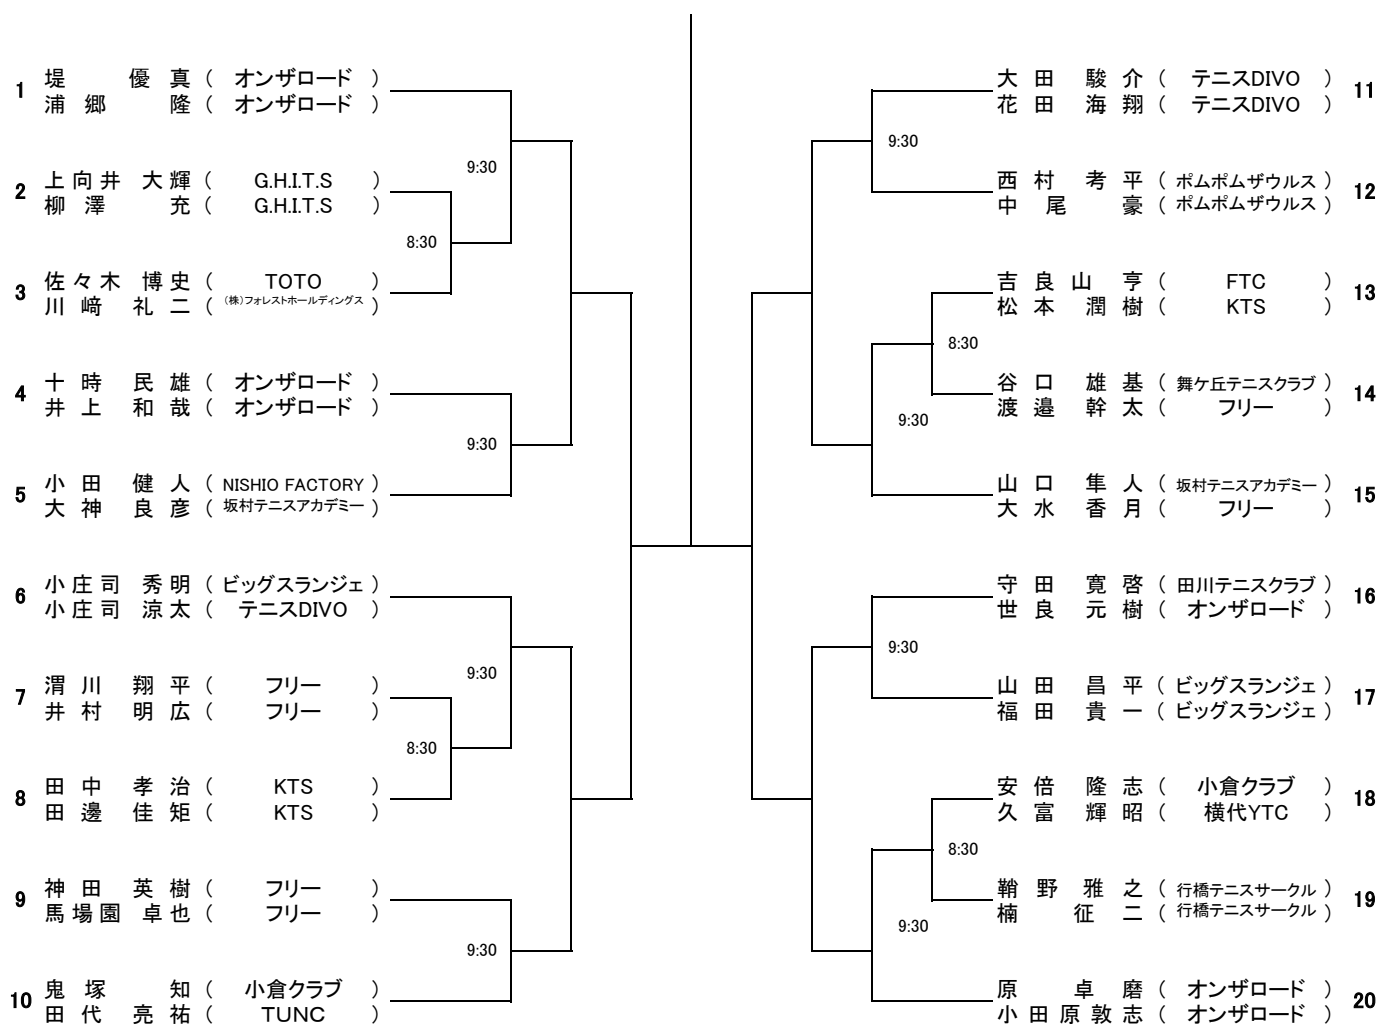 1 堤 優 真 ( オンザロード )
浦 郷 隆 ( オンザロード )
9:30
2 上 向 井 大 輝 ( G.H.I.T.S )
柳 澤 充 ( G.H.I.T.S )
8:30
3 佐 々 木 博 史 ( TOTO )
川 﨑 礼 二 ( (株)フォレストホールディングス )
4 十 時 民 雄 ( オンザロード )
井 上 和 哉 ( オンザロード )
9:30
5 小 田 健 人 ( NISHIO FACTORY )
大 神 良 彦 ( 坂村テニスアカデミー )
6 小 庄 司 秀 明 ( ビッグスランジェ )
小 庄 司 涼 太 ( テニスDIVO )
9:30
7 渭 川 翔 平 ( フリー )
井 村 明 広 ( フリー )
8:30
8 田 中 孝 治 ( KTS )
田 邊 佳 矩 ( KTS )
9 神 田 英 樹 ( フリー )
馬 場 園 卓 也 ( フリー )
9:30
10 鬼 塚 知 ( 小倉クラブ )
田 代 亮 祐 ( TUNC )
大 田 駿 介 ( テニスDIVO ) 11
花 田 海 翔 ( テニスDIVO )
9:30
西 村 考 平 ( ポムポムザウルス ) 12
中 尾 豪 ( ポムポムザウルス )
吉 良 山 亨 ( FTC ) 13
松 本 潤 樹 ( KTS )
8:30
谷 口 雄 基 ( 舞ケ丘テニスクラブ ) 14
渡 邉 幹 太 ( フリー )
9:30
山 口 隼 人 ( 坂村テニスアカデミー ) 15
大 水 香 月 ( フリー )
守 田 寛 啓 ( 田川テニスクラブ ) 16
世 良 元 樹 ( オンザロード )
9:30
山 田 昌 平 ( ビッグスランジェ ) 17
福 田 貴 一 ( ビッグスランジェ )
安 倍 隆 志 ( 小倉クラブ ) 18
久 富 輝 昭 ( 横代YTC )
8:30
鞘 野 雅 之 ( 行橋テニスサークル ) 19
楠 征 二 ( 行橋テニスサークル )
9:30
原 卓 磨 ( オンザロード ) 20
小 田 原 敦 志 ( オンザロード )